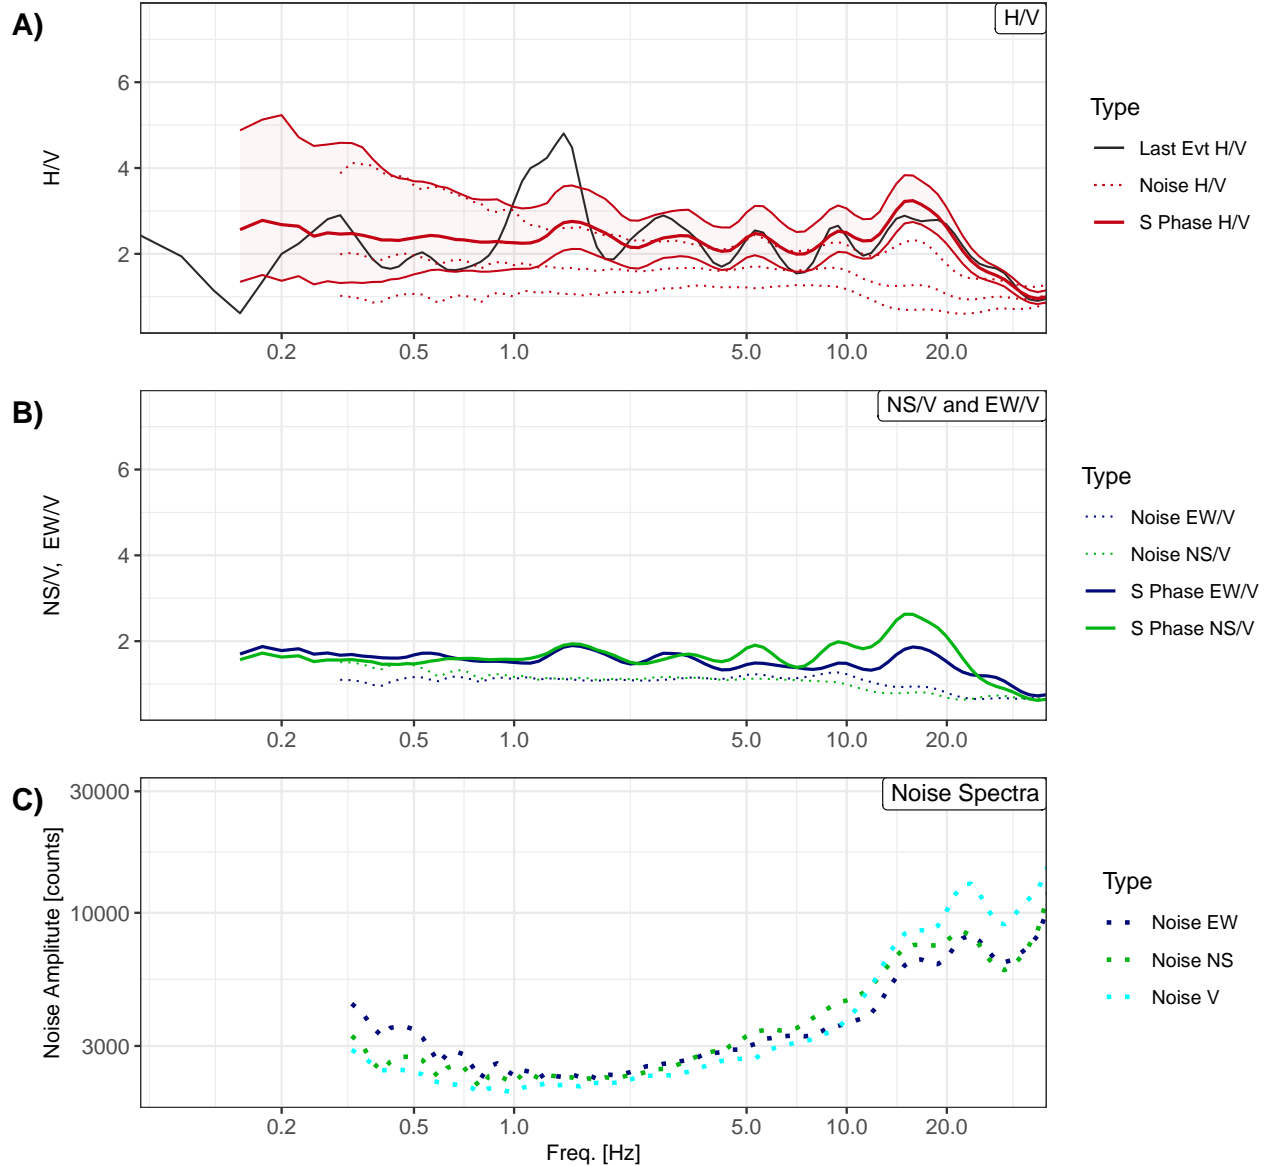 A)
H/V
6
4
2
H/V
0.2 0.5 1.0 5.0 10.0 20.0
Type
Last Evt H/V
Noise H/V
S Phase H/V
B)
NS/V and EW/V
6
4
2
NS/V, EW/V
0.2 0.5 1.0 5.0 10.0 20.0
Type
Noise EW/V
Noise NS/V
S Phase EW/V
S Phase NS/V
C)
Noise Spectra
30000
10000
3000
Noise Amplitute [counts]
0.2 0.5 1.0 5.0 10.0 20.0
Freq. [Hz]
Type
Noise EW
Noise NS
Noise V